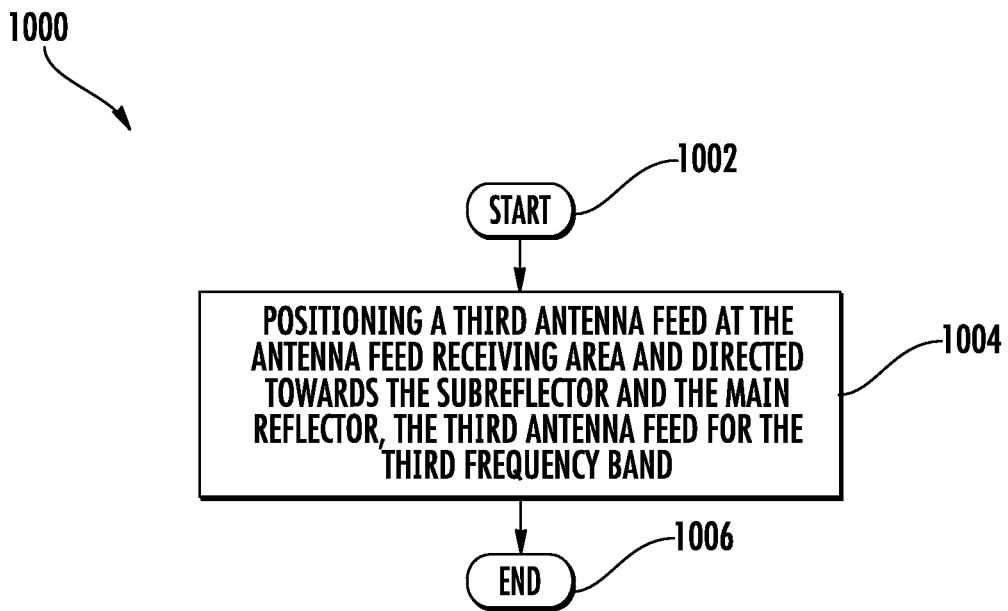 1000
1002
START
POSITIONING A THIRD ANTENNA FEED AT THE
ANTENNA FEED RECEIVING AREA AND DIRECTED
TOWARDS THE SUBREFLECTOR AND THE MAIN
REFLECTOR, THE THIRD ANTENNA FEED FOR THE
THIRD FREQUENCY BAND
1004
1006
END